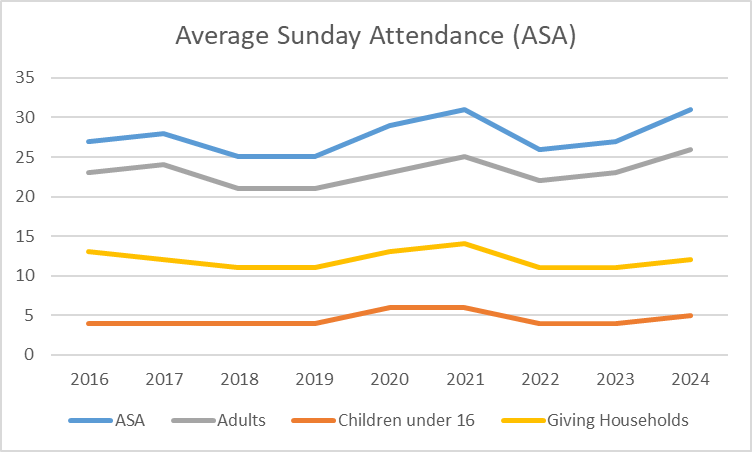 Average Sunday Attendance (ASA)
35
30
25
20
15
10
5
0
2016 2017 2018 2019 2020 2021 2022 2023 2024
ASA Adults Children under 16 Giving Households